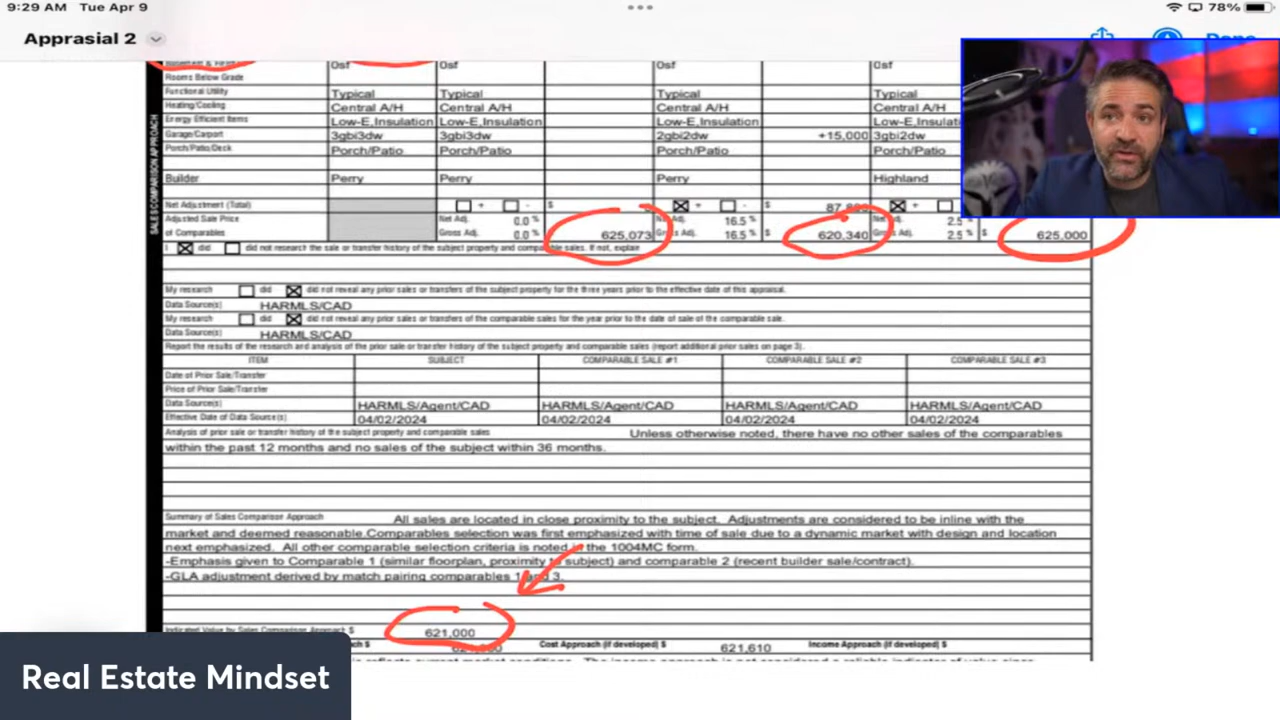 9:29 AM Tue Apr 9
78%
Apprasial 2
SALES COMPARISON APPROACH
0sf 0sf 0sf 0sf
Rooms Below Grade
Functional Utility Typical Typical Typical Typical
Heating/Cooling Central A/H Central A/H Central A/H Central A/H
Energy Efficient Items Low-E,Insulation Low-E,Insulation Low-E,Insulation
Garage/Carport 3gbi3dw 3gbi3dw 2gbi2dw +15,000 3gbi2dw
Porch/Patio/Deck Porch/Patio Porch/Patio Porch/Patio Porch/Patio
Builder Perry Perry Perry Highland
Net Adjustment (Total) + - $ + - $ +
Adjusted Sale Price Net Adj. 0.0 % 16.5 % 2.5 %
of Comparables Gross Adj. 0.0 % 625,073 Gross Adj. 16.5 % $ 620,340 Gross Adj. 2.5 % $ 625,000
I did did not research the sale or transfer history of the subject property and comparable sales. If not, explain
My research did did not reveal any prior sales or transfers of the subject property for the three years prior to the effective date of this appraisal.
Data Source(s) HARMLS/CAD
My research did did not reveal any prior sales or transfers of the comparable sales for the year prior to the date of sale of the comparable sale.
Data Source(s) HARMLS/CAD
Report the results of the research and analysis of the prior sale or transfer history of the subject property and comparable sales (report additional prior sales on page 3).
ITEM SUBJECT COMPARABLE SALE #1 COMPARABLE SALE #2 COMPARABLE SALE #3
Date of Prior Sale/Transfer
Price of Prior Sale/Transfer
Data Source(s) HARMLS/Agent/CAD HARMLS/Agent/CAD HARMLS/Agent/CAD HARMLS/Agent/CAD
Effective Date of Data Source(s) 04/02/2024 04/02/2024 04/02/2024 04/02/2024
Analysis of prior sale or transfer history of the subject property and comparable sales Unless otherwise noted, there have no other sales of the comparables
within the past 12 months and no sales of the subject within 36 months.
Summary of Sales Comparison Approach All sales are located in close proximity to the subject. Adjustments are considered to be inline with the
market and deemed reasonable.Comparables selection was first emphasized with time of sale due to a dynamic market with design and location
next emphasized. All other comparable selection criteria is noted in the 1004MC form.
-Emphasis given to Comparable 1 (similar floorplan, proximity to subject) and comparable 2 (recent builder sale/contract).
-GLA adjustment derived by match pairing comparables 1 and 3.
Indicated Value by Sales Comparison Approach $ 621,000
Cost Approach (if developed) $ 621,610 Income Approach (if developed) $
Real Estate Mindset